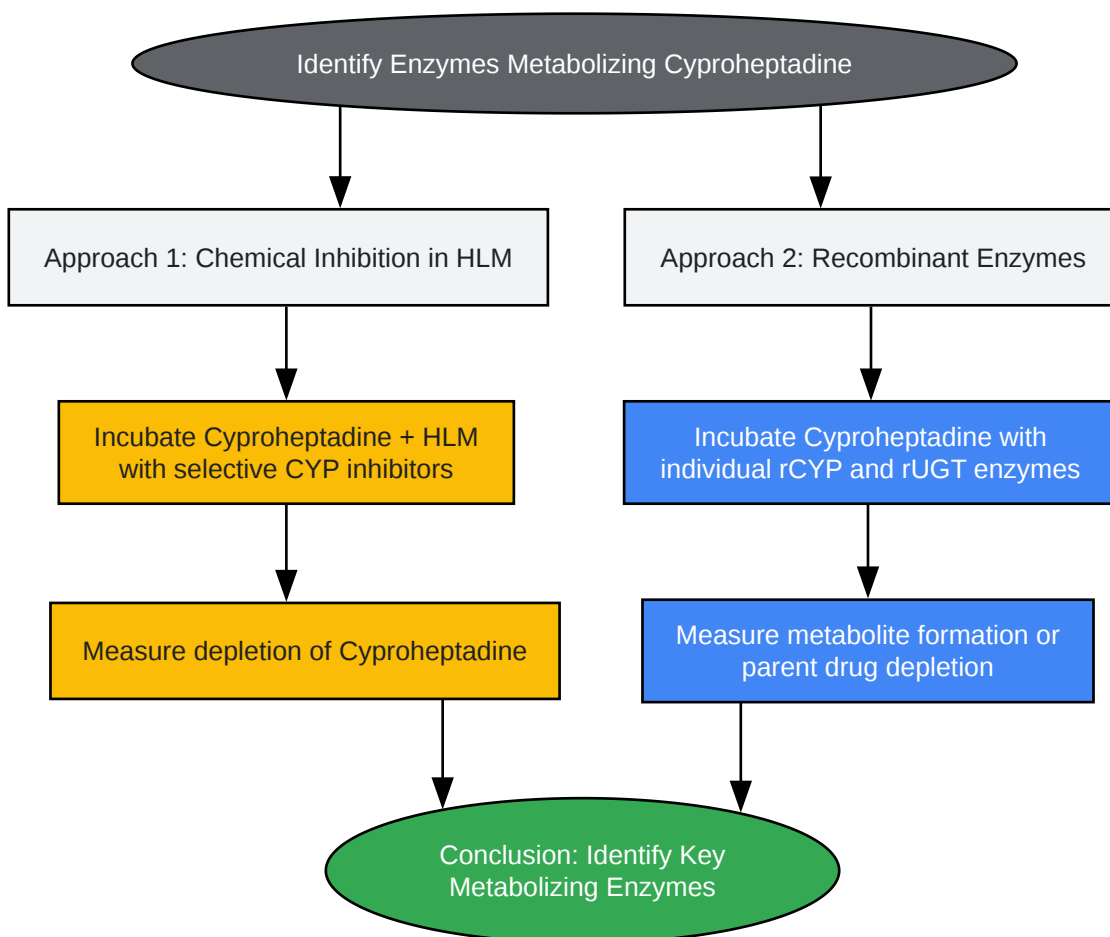 Identify Enzymes Metabolizing Cyproheptadine
Approach 1: Chemical Inhibition in HLM
Approach 2: Recombinant Enzymes
Incubate Cyproheptadine + HLM
with selective CYP inhibitors
Incubate Cyproheptadine with
individual rCYP and rUGT enzymes
Measure depletion of Cyproheptadine
Measure metabolite formation or
parent drug depletion
Conclusion: Identify Key
Metabolizing Enzymes